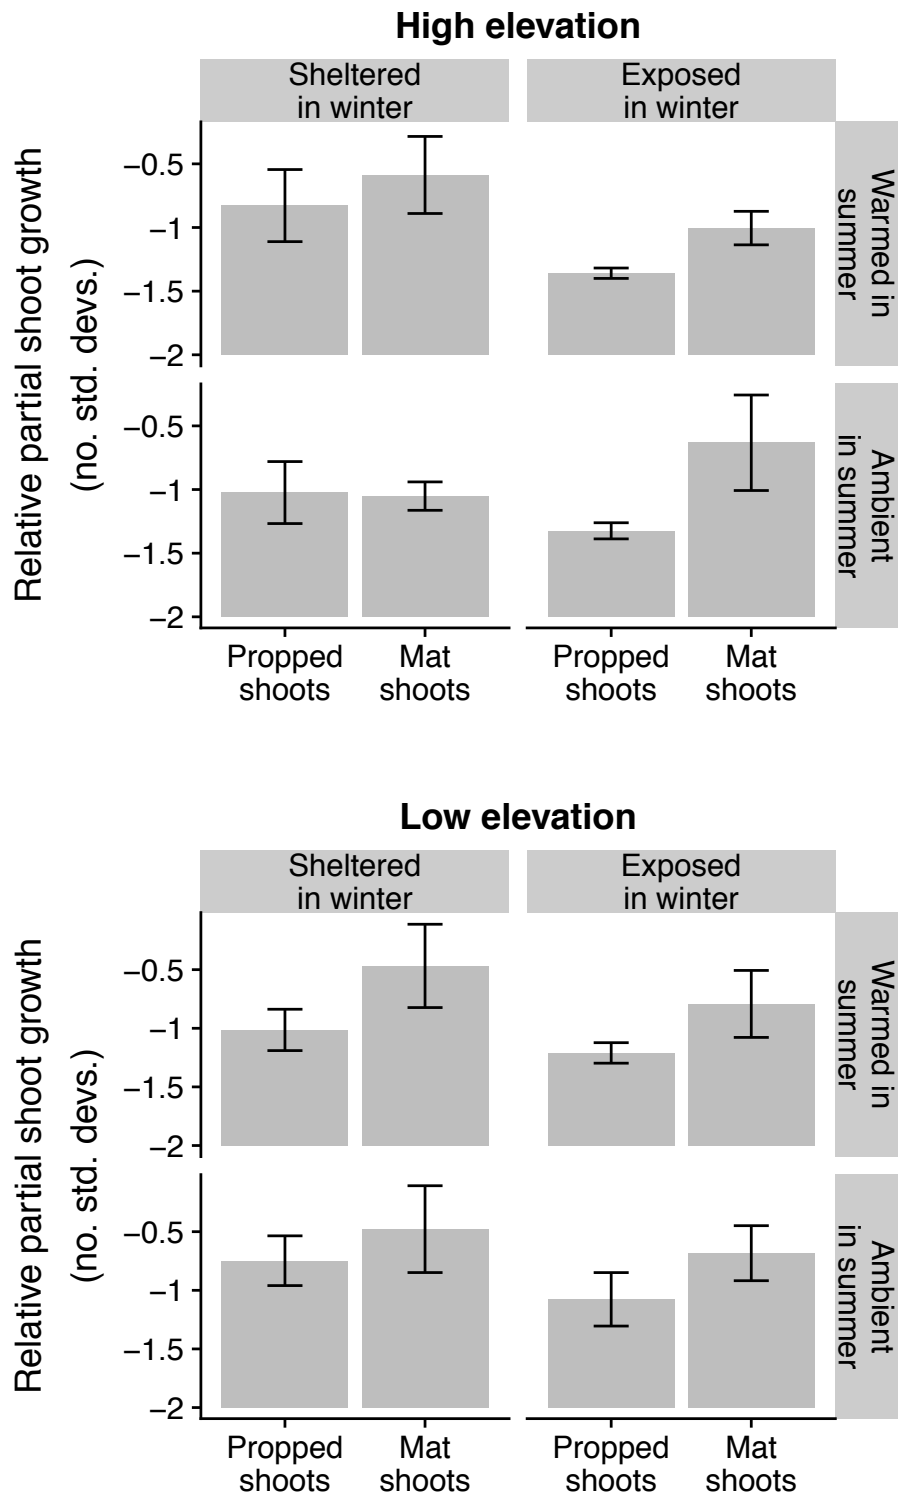 High elevation
Sheltered
in winter
Exposed
in winter
Relative partial shoot growth
(no. std. devs.)
−0.5
−1
−1.5
−2
Warmed in
summer
−0.5
−1
−1.5
−2
Ambient
in summer
Propped
shoots
Mat
shoots
Propped
shoots
Mat
shoots
Low elevation
Sheltered
in winter
Exposed
in winter
Relative partial shoot growth
(no. std. devs.)
−0.5
−1
−1.5
−2
Warmed in
summer
−0.5
−1
−1.5
−2
Ambient
in summer
Propped
shoots
Mat
shoots
Propped
shoots
Mat
shoots